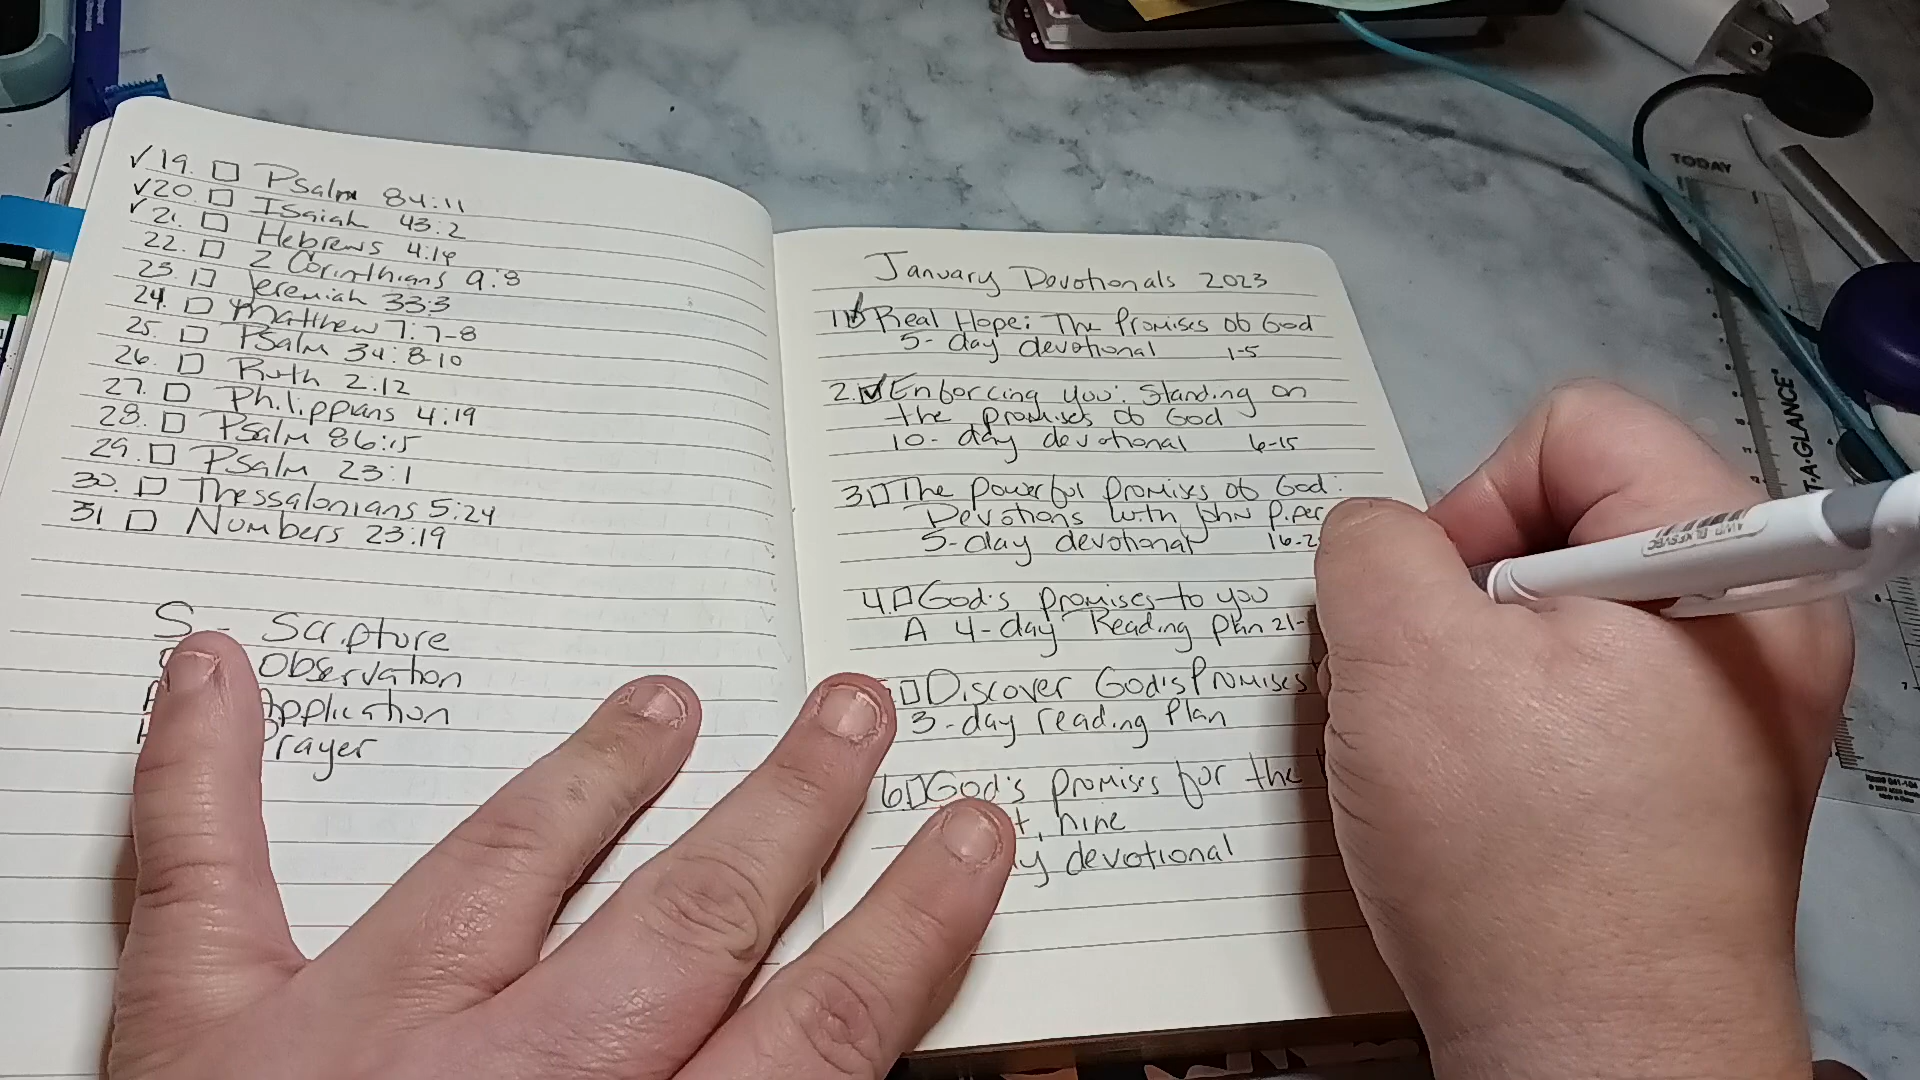 ✓19. □ Psalm 84:11
✓20. □ Isaiah 43:2
✓21. □ Hebrews 4:14
22. □ 2 Corinthians 9:8
23. □ Jeremiah 33:3
24. □ Matthew 7:7-8
25. □ Psalm 34:8-10
26. □ Ruth 2:12
27. □ Philippians 4:19
28. □ Psalm 86:15
29. □ Psalm 23:1
30. □ Thessalonians 5:24
31. □ Numbers 23:19
S - Scripture
Observation
Application
Prayer
January Devotionals 2023
1. ☑ Real Hope: The Promises of God
5-day devotional 1-5
2. ☑ Enforcing you: Standing on
the promises of God
10-day devotional 6-15
3. □ The powerful promises of God:
Devotions with John Piper
5-day devotional 16-2
4. □ God's promises to you
A 4-day Reading plan 21-
□ Discover God's Promises
3-day reading Plan
6. □ God's promises for the
t, nine
y devotional
TODAY
T·A·GLANCE